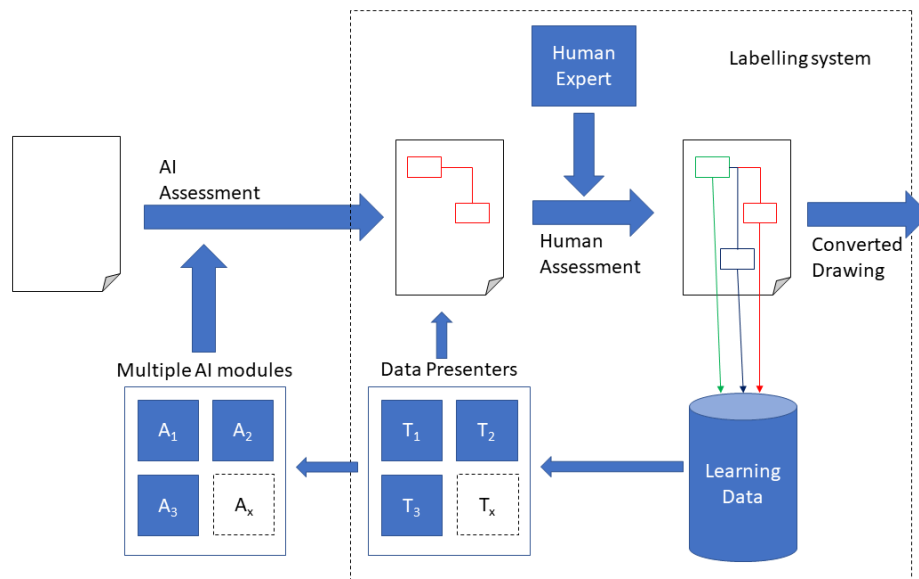 Human
Expert
Labelling system
AI
Assessment
Human
Assessment
Converted
Drawing
Multiple AI modules
Data Presenters
A₁
A₂
T₁
T₂
A₃
Aₓ
T₃
Tₓ
Learning
Data